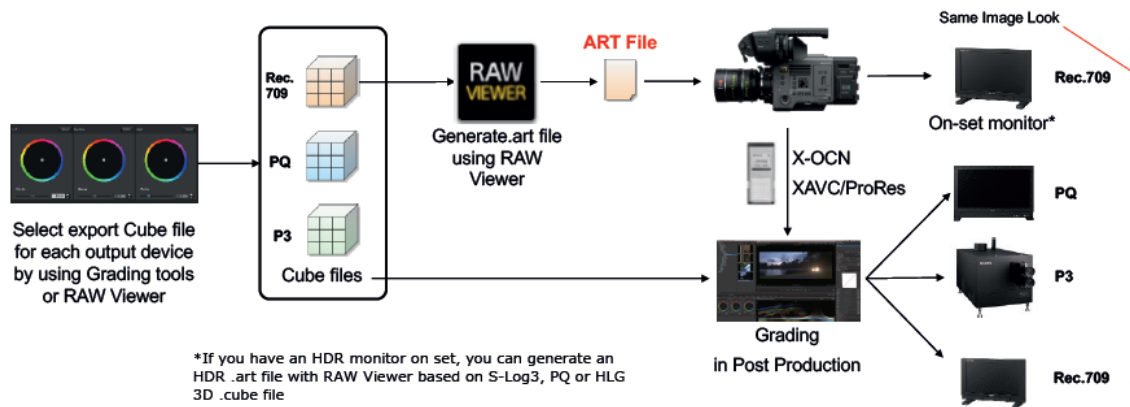 Same Image Look
ART File
Rec.
709
RAW
VIEWER
Rec.709
On-set monitor*
Generate.art file
using RAW
Viewer
PQ
X-OCN
XAVC/ProRes
PQ
Select export Cube file
for each output device
by using Grading tools
or RAW Viewer
P3
Cube files
P3
Grading
in Post Production
*If you have an HDR monitor on set, you can generate an
HDR .art file with RAW Viewer based on S-Log3, PQ or HLG
3D .cube file
Rec.709